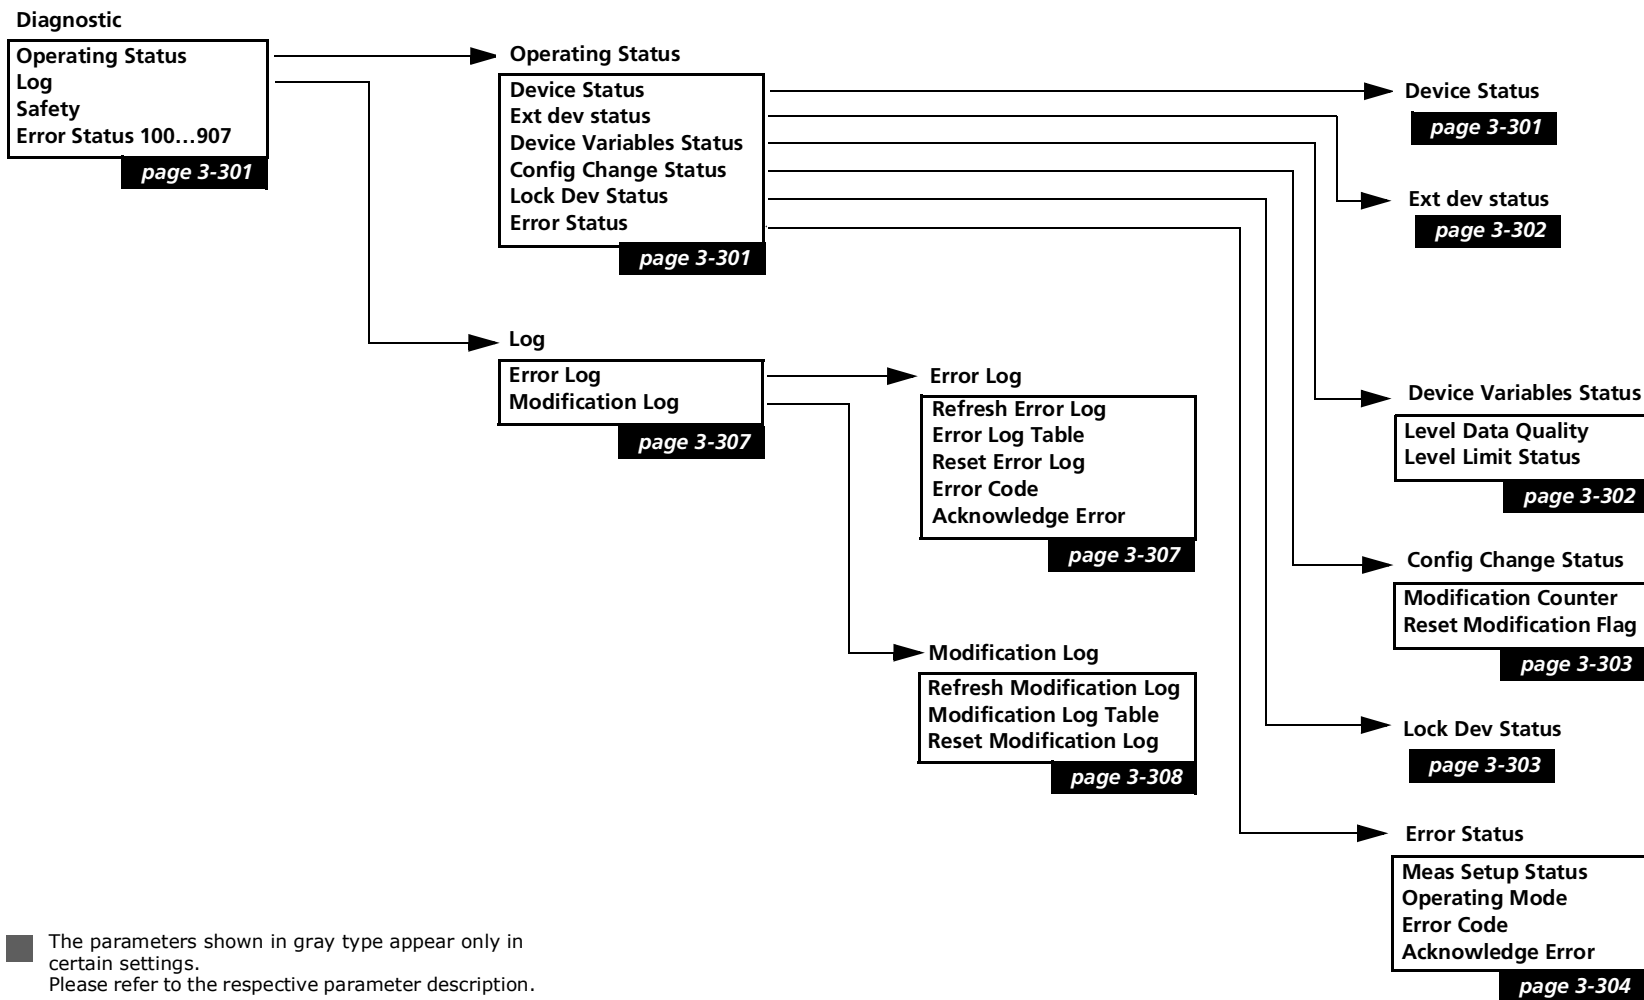 Diagnostic
Operating Status
Log
Safety
Error Status 100…907
page 3-301
Operating Status
Device Status
Ext dev status
Device Variables Status
Config Change Status
Lock Dev Status
Error Status
page 3-301
Log
Error Log
Modification Log
page 3-307
Error Log
Refresh Error Log
Error Log Table
Reset Error Log
Error Code
Acknowledge Error
page 3-307
Modification Log
Refresh Modification Log
Modification Log Table
Reset Modification Log
page 3-308
Device Status
page 3-301
Ext dev status
page 3-302
Device Variables Status
Level Data Quality
Level Limit Status
page 3-302
Config Change Status
Modification Counter
Reset Modification Flag
page 3-303
Lock Dev Status
page 3-303
Error Status
Meas Setup Status
Operating Mode
Error Code
Acknowledge Error
page 3-304
The parameters shown in gray type appear only in
certain settings.
Please refer to the respective parameter description.